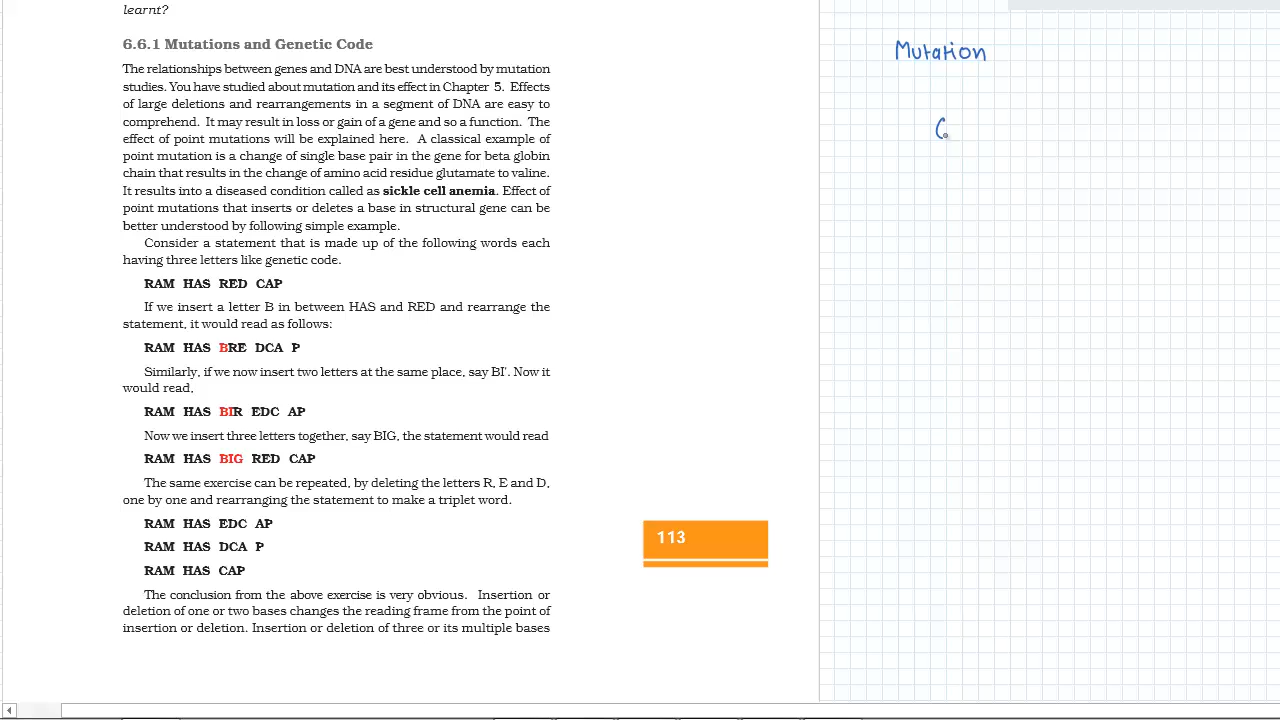 learnt?
6.6.1 Mutations and Genetic Code
The relationships between genes and DNA are best understood by mutation
studies. You have studied about mutation and its effect in Chapter 5. Effects
of large deletions and rearrangements in a segment of DNA are easy to
comprehend. It may result in loss or gain of a gene and so a function. The
effect of point mutations will be explained here. A classical example of
point mutation is a change of single base pair in the gene for beta globin
chain that results in the change of amino acid residue glutamate to valine.
It results into a diseased condition called as sickle cell anemia. Effect of
point mutations that inserts or deletes a base in structural gene can be
better understood by following simple example.
Consider a statement that is made up of the following words each
having three letters like genetic code.
RAM HAS RED CAP
If we insert a letter B in between HAS and RED and rearrange the
statement, it would read as follows:
RAM HAS BRE DCA P
Similarly, if we now insert two letters at the same place, say BI'. Now it
would read,
RAM HAS BIR EDC AP
Now we insert three letters together, say BIG, the statement would read
RAM HAS BIG RED CAP
The same exercise can be repeated, by deleting the letters R, E and D,
one by one and rearranging the statement to make a triplet word.
RAM HAS EDC AP
RAM HAS DCA P
RAM HAS CAP
The conclusion from the above exercise is very obvious. Insertion or
deletion of one or two bases changes the reading frame from the point of
insertion or deletion. Insertion or deletion of three or its multiple bases
113
Mutation